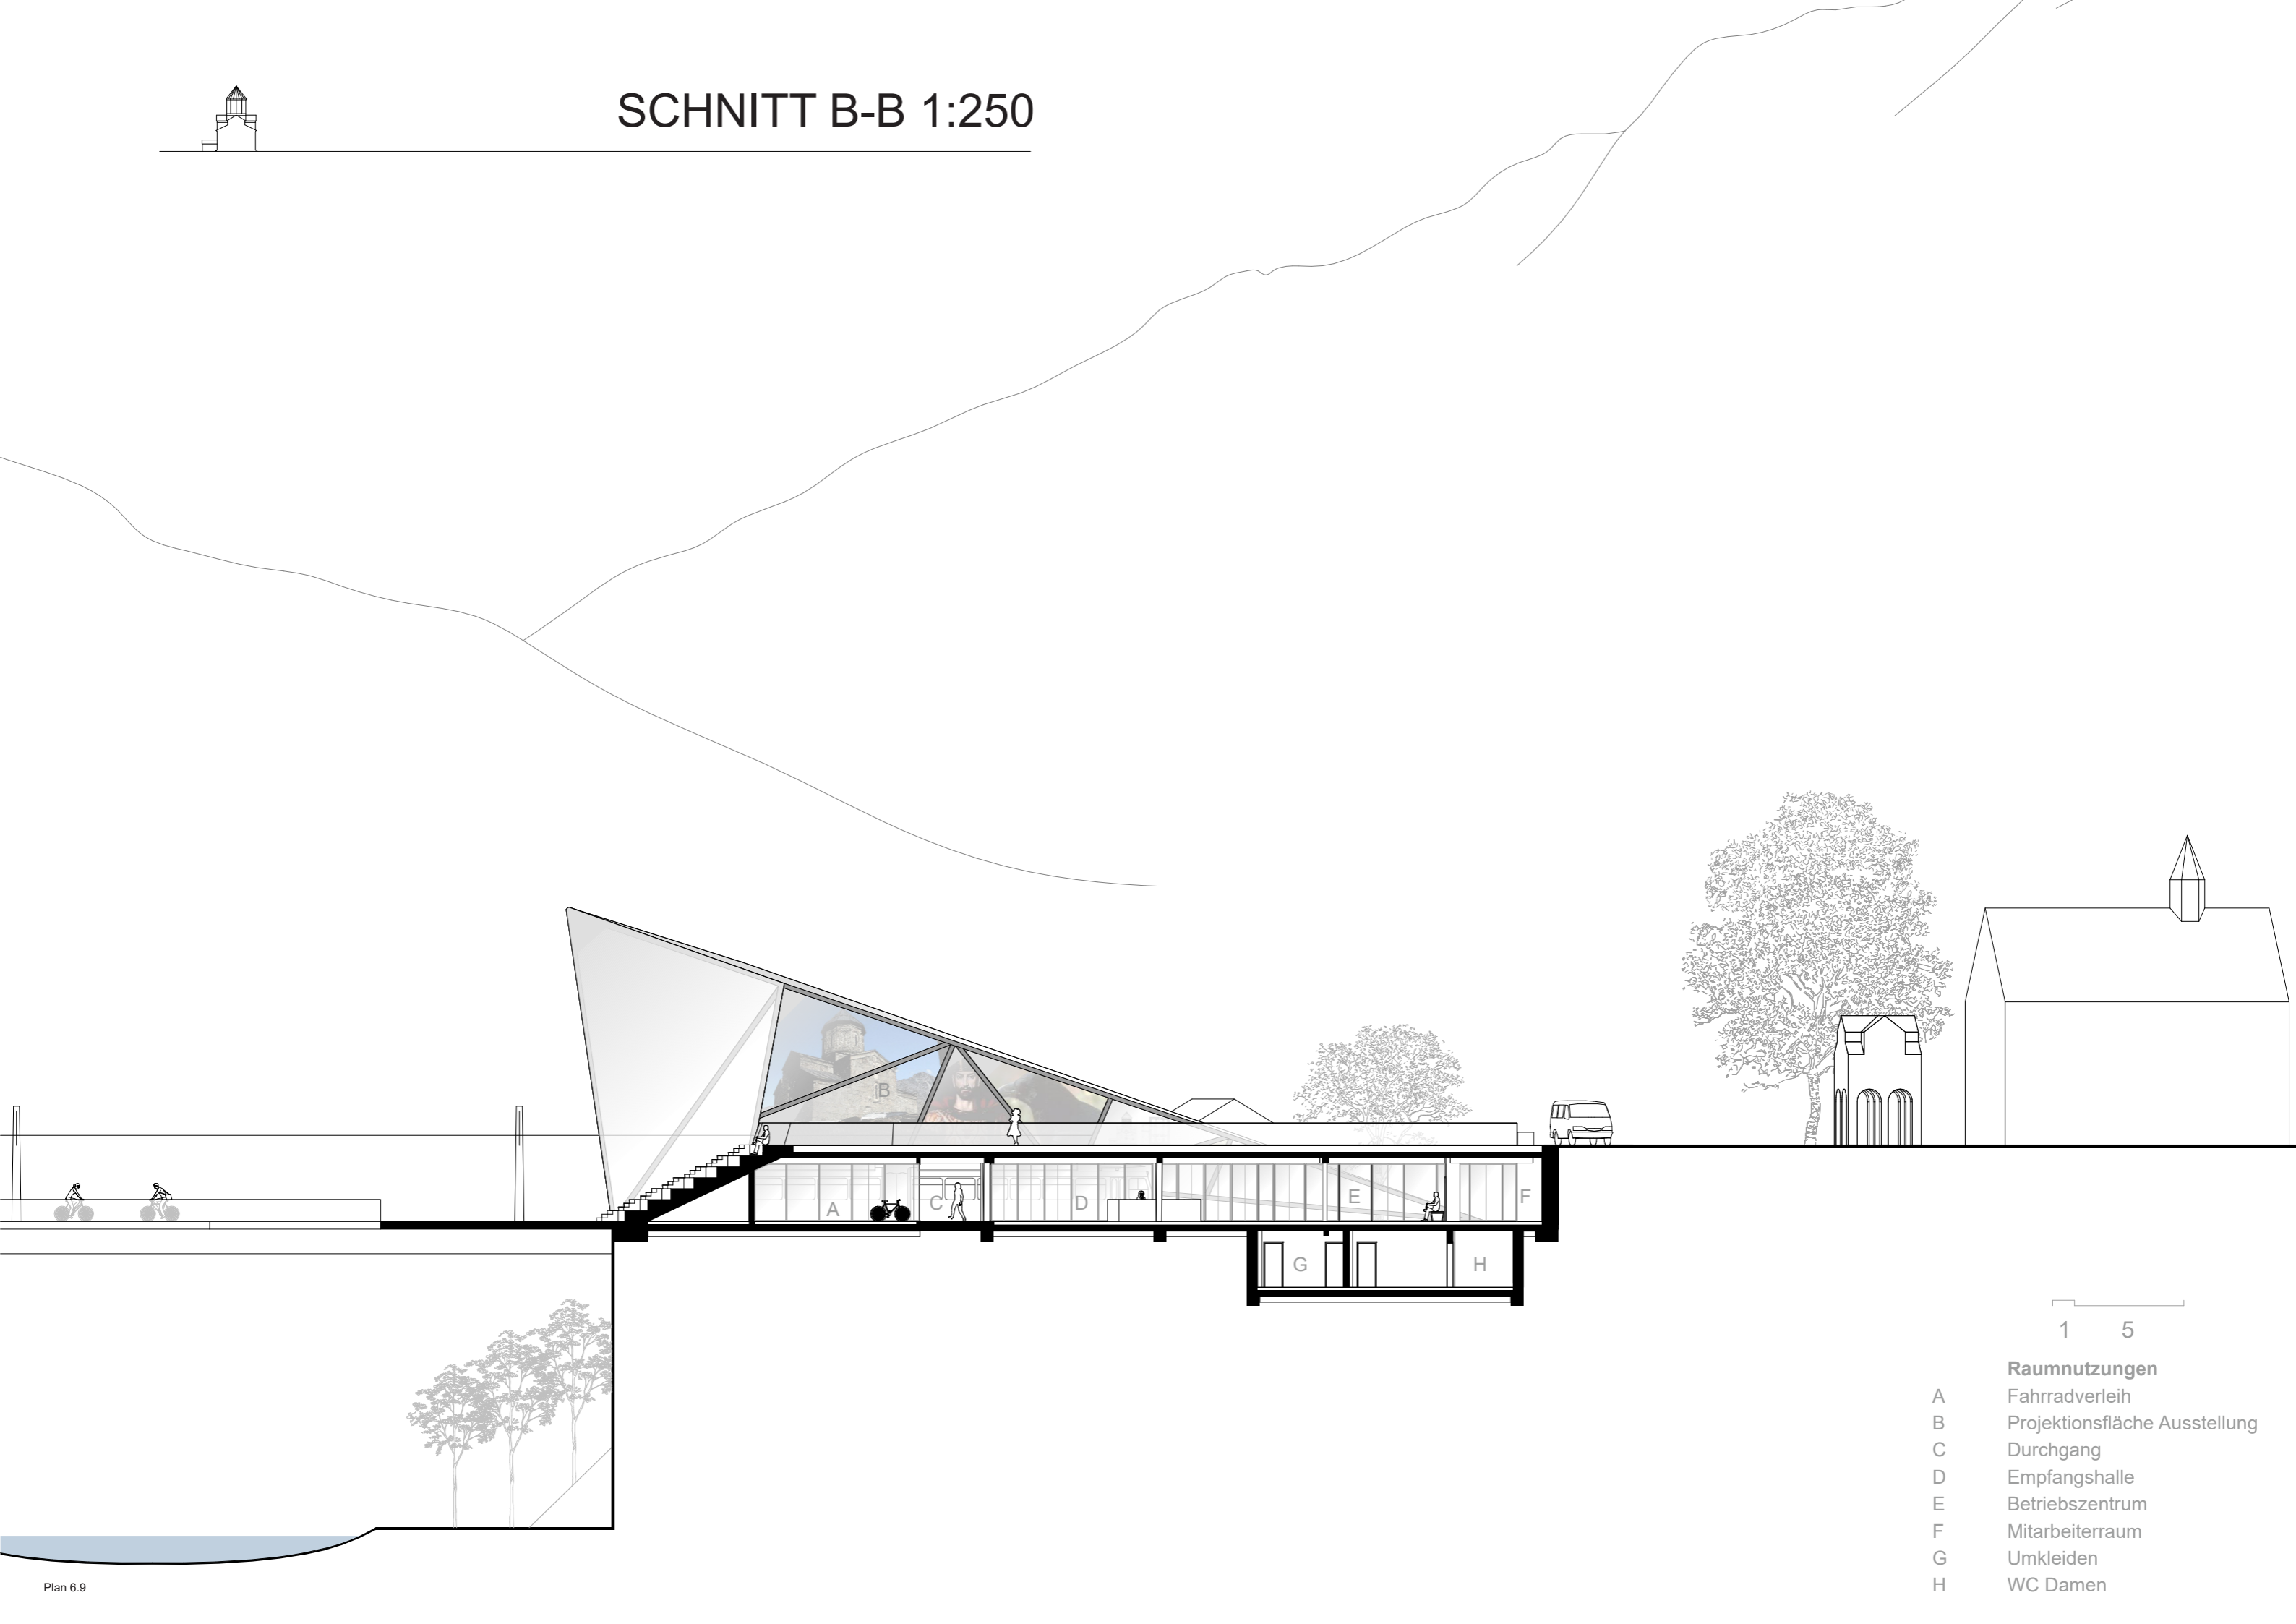 SCHNITT B-B 1:250
B
A
C
D
E
F
G
H
1 5
Raumnutzungen
A Fahrradverleih
B Projektionsfläche Ausstellung
C Durchgang
D Empfangshalle
E Betriebszentrum
F Mitarbeiterraum
G Umkleiden
H WC Damen
Plan 6.9